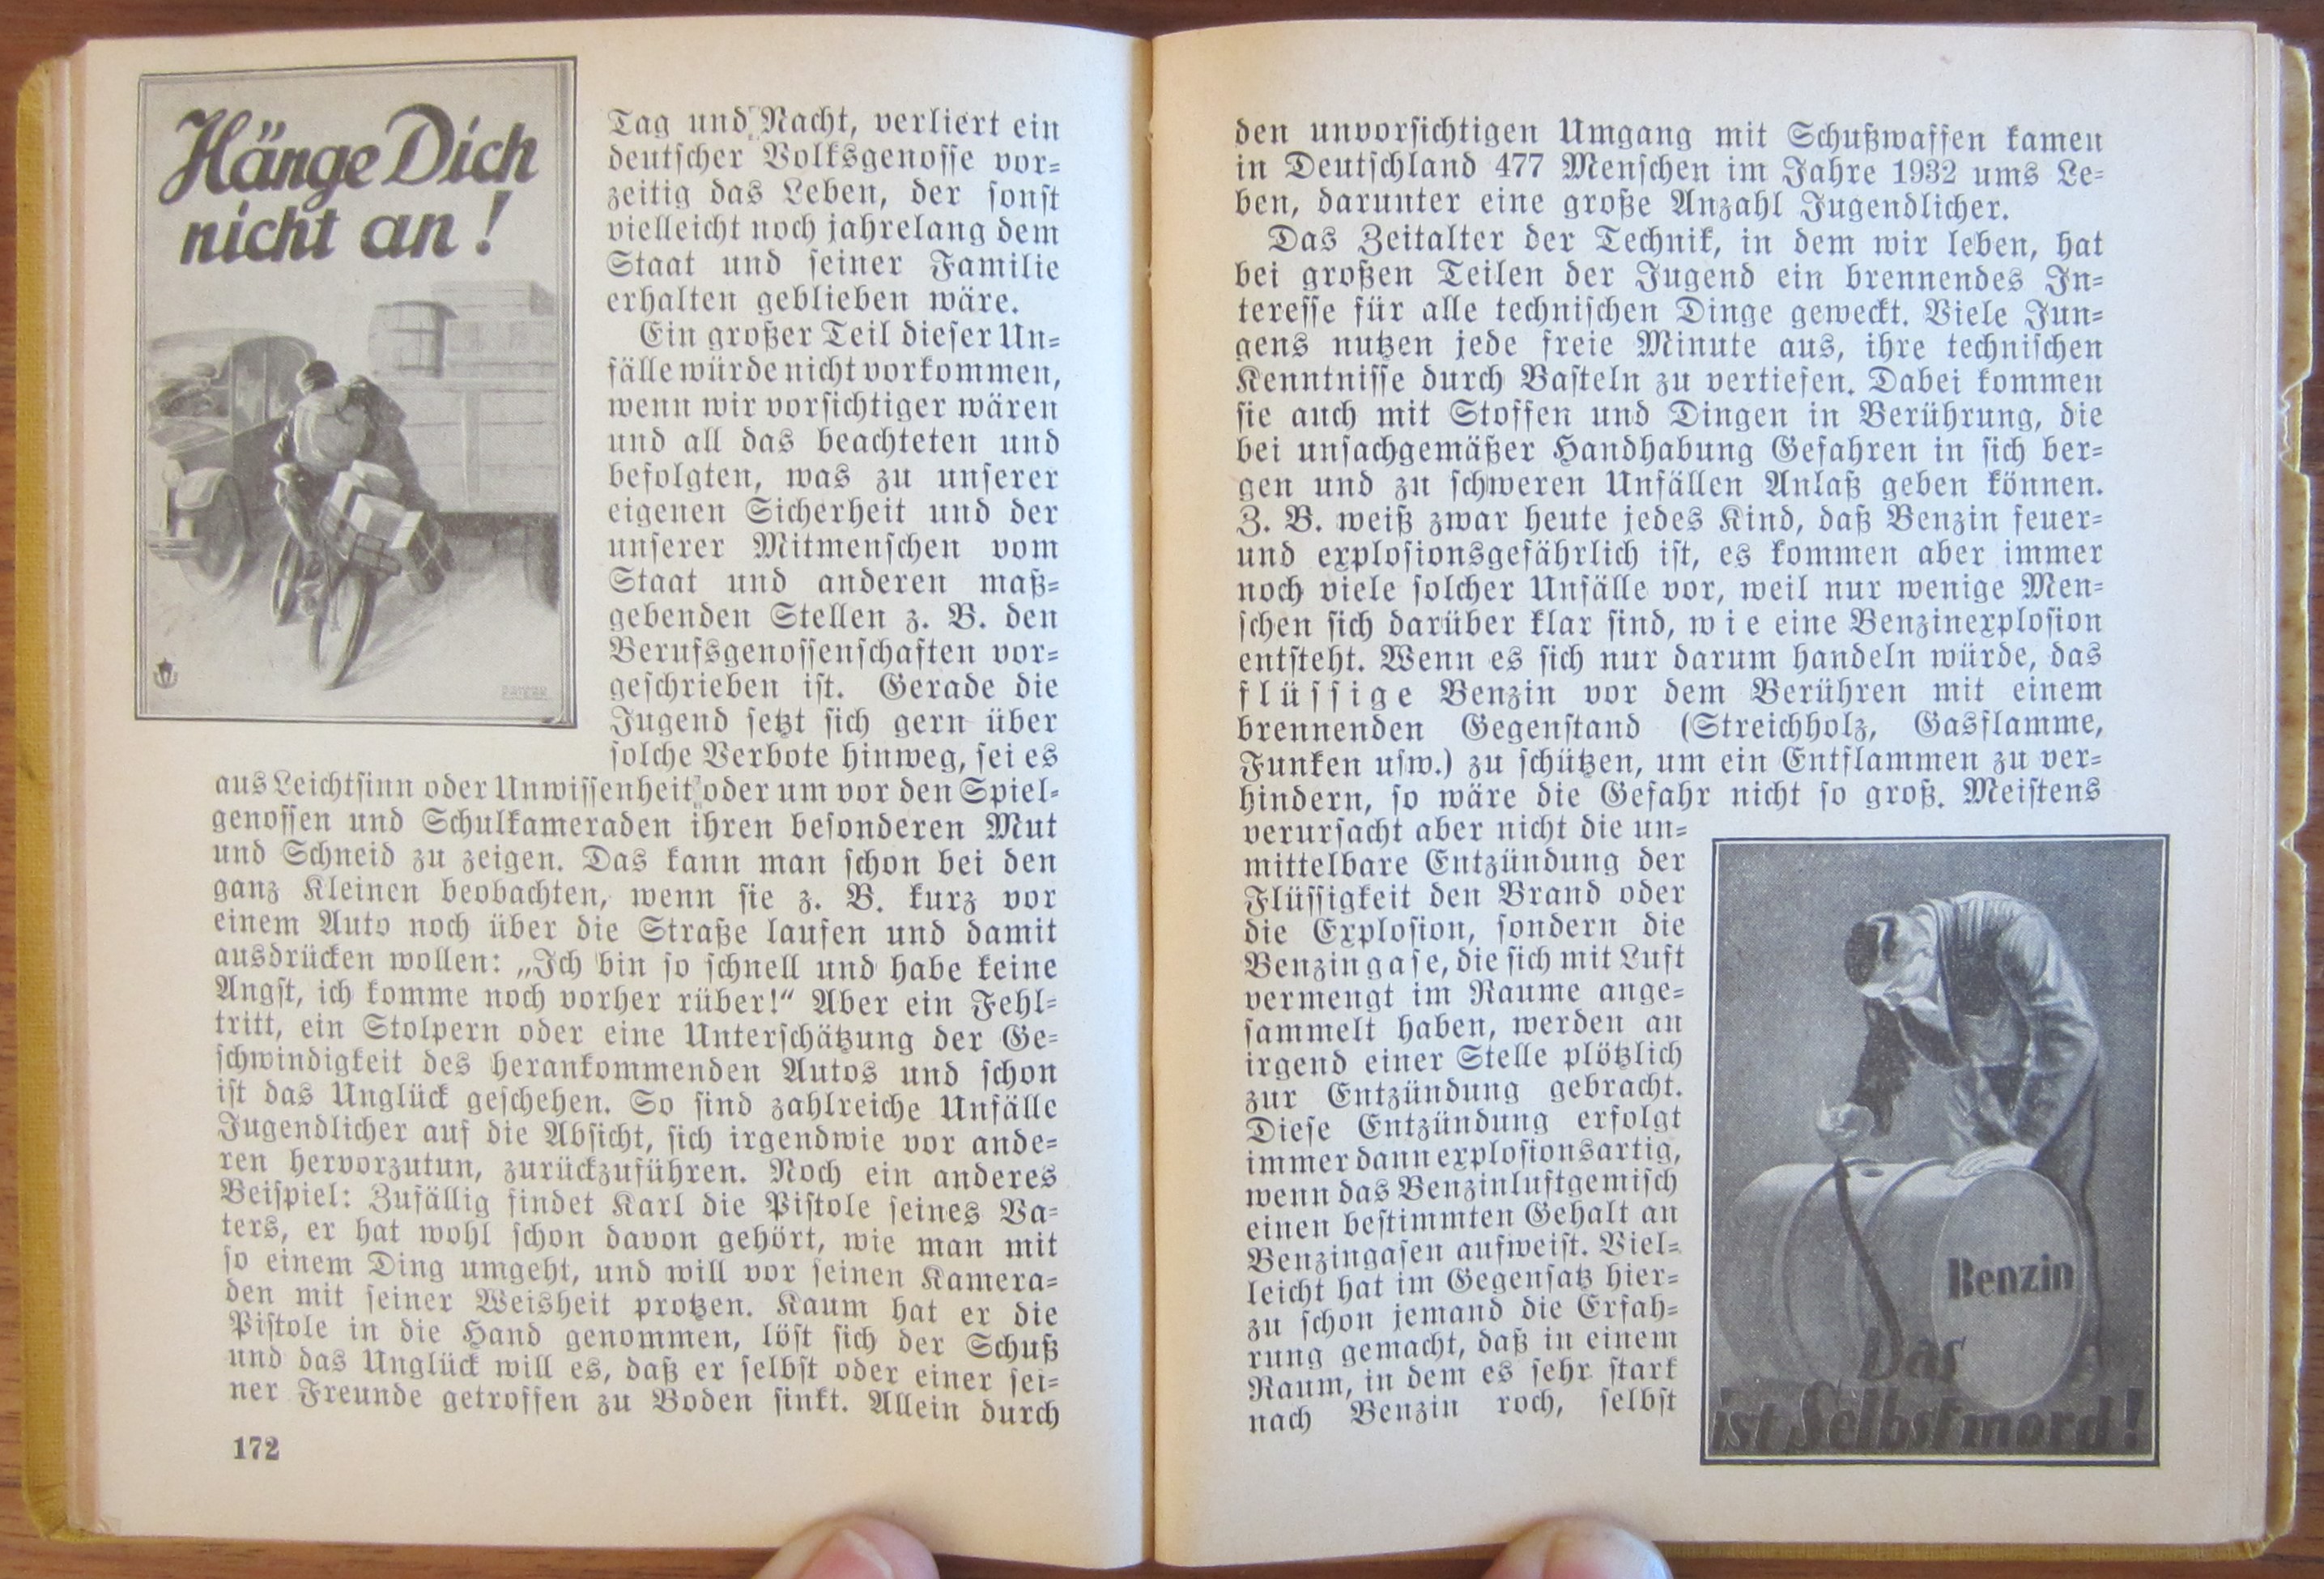 Hänge Dich
nicht an!
Tag und Nacht, verliert ein
deutscher Volksgenosse vor-
zeitig das Leben, der sonst
vielleicht noch jahrelang dem
Staat und seiner Familie
erhalten geblieben wäre.
Ein großer Teil dieser Un-
fälle würde nicht vorkommen,
wenn wir vorsichtiger wären
und all das beachteten und
befolgten, was zu unserer
eigenen Sicherheit und der
unserer Mitmenschen vom
Staat und anderen maß-
gebenden Stellen z. B. den
Berufsgenossenschaften vor-
geschrieben ist. Gerade die
Jugend setzt sich gern über
solche Verbote hinweg, sei es
aus Leichtsinn oder Unwissenheit oder um vor den Spiel-
genossen und Schulkameraden ihren besonderen Mut
und Schneid zu zeigen. Das kann man schon bei den
ganz Kleinen beobachten, wenn sie z. B. kurz vor
einem Auto noch über die Straße laufen und damit
ausdrücken wollen: „Ich bin so schnell und habe keine
Angst, ich komme noch vorher rüber!“ Aber ein Fehl-
tritt, ein Stolpern oder eine Unterschätzung der Ge-
schwindigkeit des herankommenden Autos und schon
ist das Unglück geschehen. So sind zahlreiche Unfälle
Jugendlicher auf die Absicht, sich irgendwie vor ande-
ren hervorzutun, zurückzuführen. Noch ein anderes
Beispiel: Zufällig findet Karl die Pistole seines Va-
ters, er hat wohl schon davon gehört, wie man mit
so einem Ding umgeht, und will vor seinen Kamera-
den mit seiner Weisheit protzen. Kaum hat er die
Pistole in die Hand genommen, löst sich der Schuß
und das Unglück will es, daß er selbst oder einer sei-
ner Freunde getroffen zu Boden sinkt. Allein durch
172
den unvorsichtigen Umgang mit Schußwaffen kamen
in Deutschland 477 Menschen im Jahre 1932 ums Le-
ben, darunter eine große Anzahl Jugendlicher.
Das Zeitalter der Technik, in dem wir leben, hat
bei großen Teilen der Jugend ein brennendes In-
teresse für alle technischen Dinge geweckt. Viele Jun-
gens nutzen jede freie Minute aus, ihre technischen
Kenntnisse durch Basteln zu vertiefen. Dabei kommen
sie auch mit Stoffen und Dingen in Berührung, die
bei unsachgemäßer Handhabung Gefahren in sich ber-
gen und zu schweren Unfällen Anlaß geben können.
Z. B. weiß zwar heute jedes Kind, daß Benzin feuer-
und explosionsgefährlich ist, es kommen aber immer
noch viele solcher Unfälle vor, weil nur wenige Men-
schen sich darüber klar sind, wie eine Benzinexplosion
entsteht. Wenn es sich nur darum handeln würde, das
flüssige Benzin vor dem Berühren mit einem
brennenden Gegenstand (Streichholz, Gasflamme,
Funken usw.) zu schützen, um ein Entflammen zu ver-
hindern, so wäre die Gefahr nicht so groß. Meistens
verursacht aber nicht die un-
mittelbare Entzündung der
Flüssigkeit den Brand oder
die Explosion, sondern die
Benzingase, die sich mit Luft
vermengt im Raume ange-
sammelt haben, werden an
irgend einer Stelle plötzlich
zur Entzündung gebracht.
Diese Entzündung erfolgt
immer dann explosionsartig,
wenn das Benzinluftgemisch
einen bestimmten Gehalt an
Benzingasen aufweist. Viel-
leicht hat im Gegensatz hier-
zu schon jemand die Erfah-
rung gemacht, daß in einem
Raum, in dem es sehr stark
nach Benzin roch, selbst
Benzin
Das
ist Selbstmord!